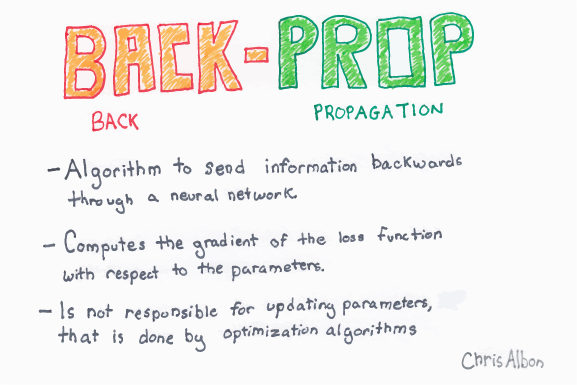 BACK-PROP
BACK PROPAGATION
- Algorithm to send information backwards
through a neural network.
- Computes the gradient of the loss function
with respect to the parameters.
- Is not responsible for updating parameters,
that is done by optimization algorithms
Chris Albon